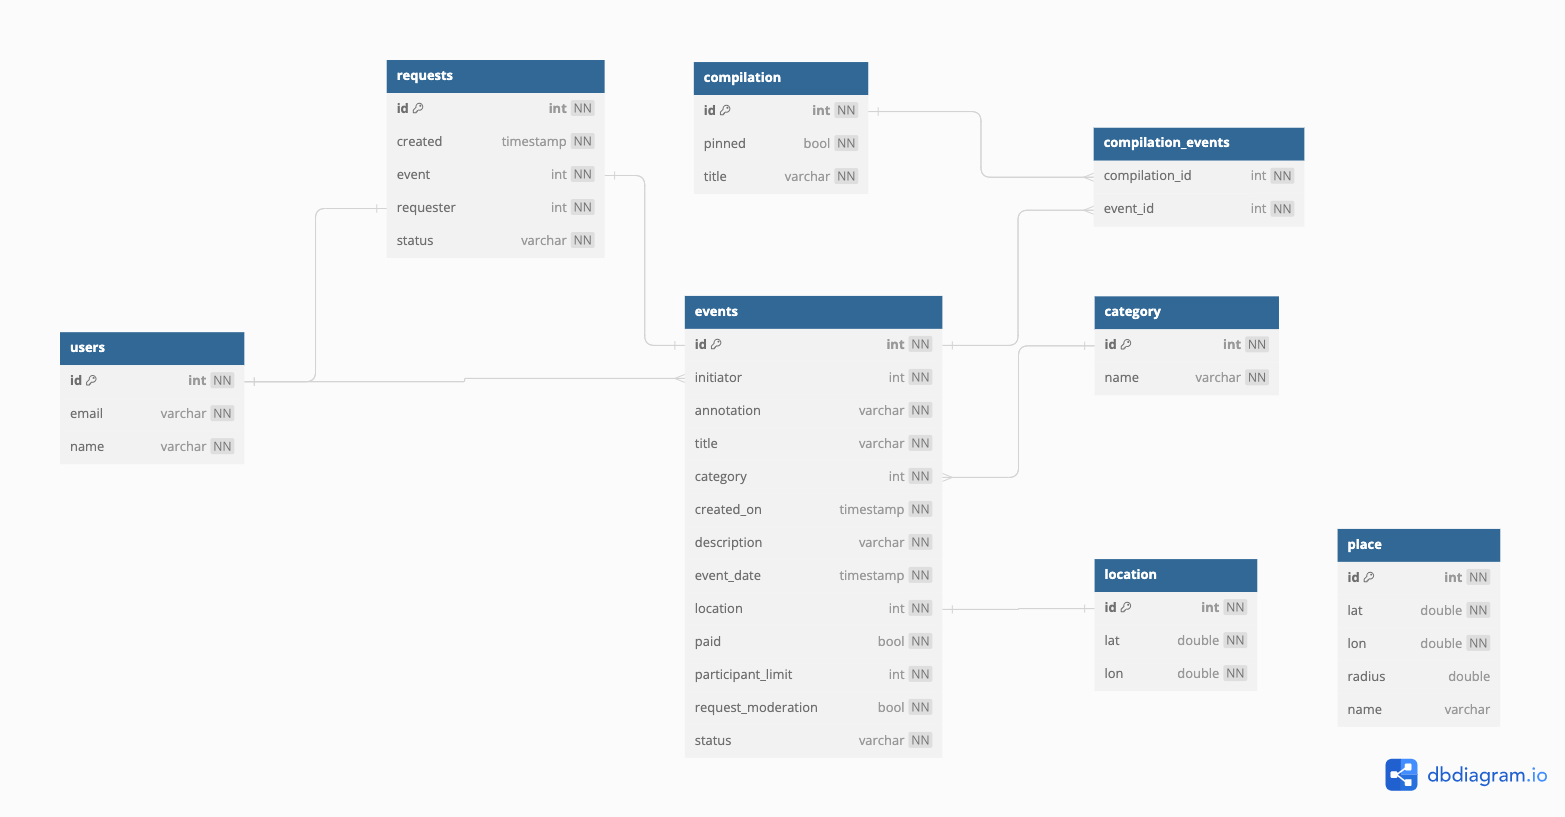 requests
id int NN
created timestamp NN
event int NN
requester int NN
status varchar NN
compilation
id int NN
pinned bool NN
title varchar NN
compilation_events
compilation_id int NN
event_id int NN
users
id int NN
email varchar NN
name varchar NN
events
id int NN
initiator int NN
annotation varchar NN
title varchar NN
category int NN
created_on timestamp NN
description varchar NN
event_date timestamp NN
location int NN
paid bool NN
participant_limit int NN
request_moderation bool NN
status varchar NN
category
id int NN
name varchar NN
location
id int NN
lat double NN
lon double NN
place
id int NN
lat double NN
lon double NN
radius double
name varchar
dbdiagram.io